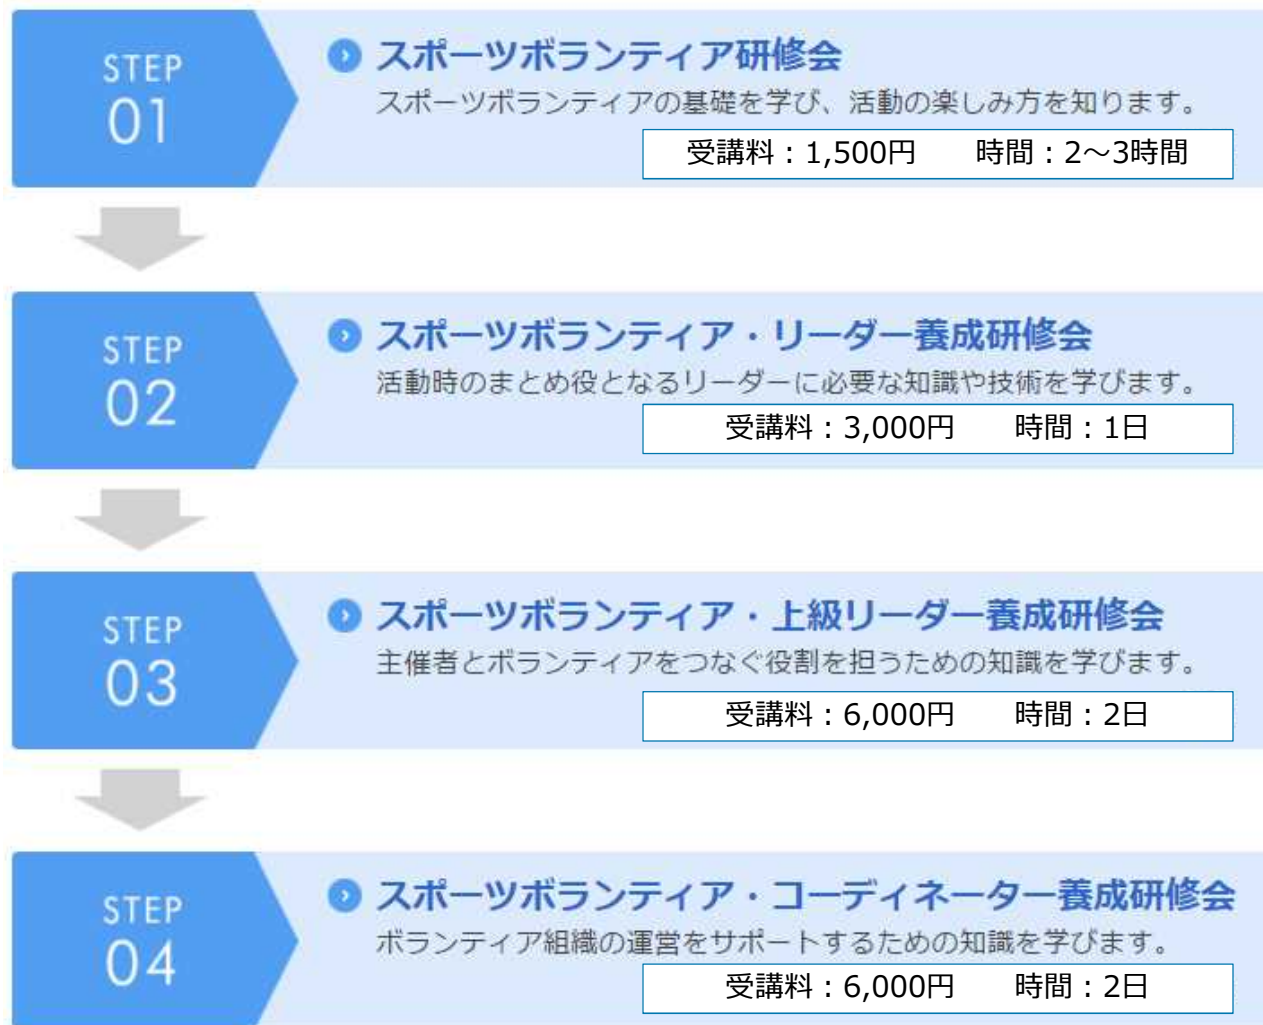 STEP
01
スポーツボランティア研修会
スポーツボランティアの基礎を学び、活動の楽しみ方を知ります。
受講料：1,500円　　時間：2～3時間
STEP
02
スポーツボランティア・リーダー養成研修会
活動時のまとめ役となるリーダーに必要な知識や技術を学びます。
受講料：3,000円　　時間：1日
STEP
03
スポーツボランティア・上級リーダー養成研修会
主催者とボランティアをつなぐ役割を担うための知識を学びます。
受講料：6,000円　　時間：2日
STEP
04
スポーツボランティア・コーディネーター養成研修会
ボランティア組織の運営をサポートするための知識を学びます。
受講料：6,000円　　時間：2日